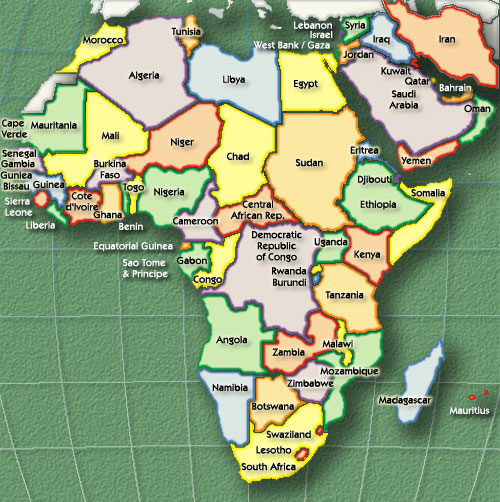 Lebanon
Israel
West Bank / Gaza
Syria
Iran
Iraq
Jordan
Tunisia
Morocco
Algeria
Libya
Egypt
Kuwait
Qatar
Bahrain
Saudi
Arabia
Oman
Cape
Verde
Mauritania
Mali
Niger
Chad
Sudan
Eritrea
Yemen
Senegal
Gambia
Guniea
Bissau
Guinea
Burkina
Faso
Sierra
Leone
Liberia
Cote
d'Ivoire
Ghana
Togo
Benin
Nigeria
Cameroon
Central
African Rep.
Djibouti
Ethiopia
Somalia
Equatorial Guinea
Sao Tome
& Principe
Gabon
Congo
Democratic
Republic
of Congo
Uganda
Kenya
Rwanda
Burundi
Tanzania
Angola
Zambia
Malawi
Mozambique
Zimbabwe
Namibia
Botswana
Madagascar
Mauritius
Swaziland
Lesotho
South Africa